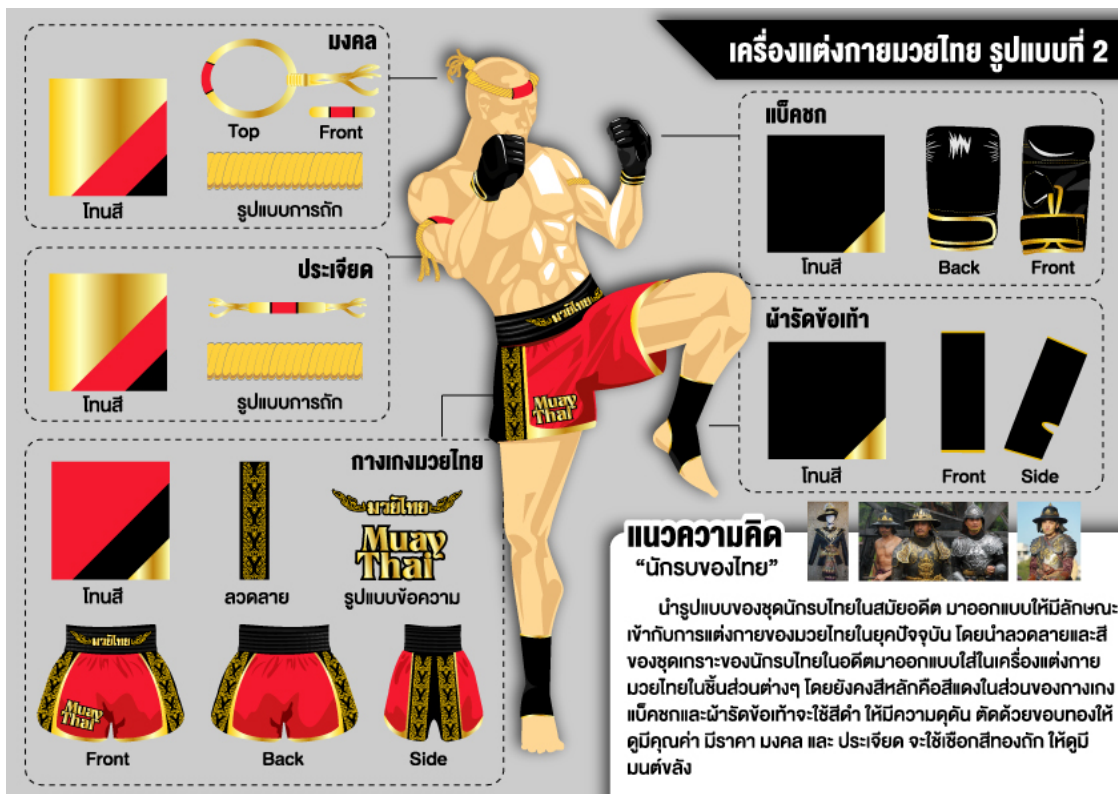 เครื่องแต่งกายมวยไทย รูปแบบที่ 2
มงคล
Top
Front
โทนสี
รูปแบบการถัก
ประเจียด
โทนสี
รูปแบบการถัก
กางเกงมวยไทย
มวยไทย
Muay
Thai
โทนสี
ลวดลาย
รูปแบบข้อความ
มวยไทย
Muay
Thai
Front
Back
Side
มวยไทย
Muay
Thai
แบ็คชก
โทนสี
Back
Front
ผ้ารัดข้อเท้า
โทนสี
Front
Side
แนวความคิด
“นักรบของไทย”
นำรูปแบบของชุดนักรบไทยในสมัยอดีต มาออกแบบให้มีลักษณะ
เข้ากับการแต่งกายของมวยไทยในยุคปัจจุบัน โดยนำลวดลายและสี
ของชุดเกราะของนักรบไทยในอดีตมาออกแบบใส่ในเครื่องแต่งกาย
มวยไทยในชิ้นส่วนต่างๆ โดยยังคงสีหลักคือสีแดงในส่วนของกางเกง
แบ็คชกและผ้ารัดข้อเท้าจะใช้สีดำ ให้มีความดุดัน ตัดด้วยขอบทองให้
ดูมีคุณค่า มีราคา มงคล และ ประเจียด จะใช้เชือกสีทองถัก ให้ดูมี
มนต์ขลัง